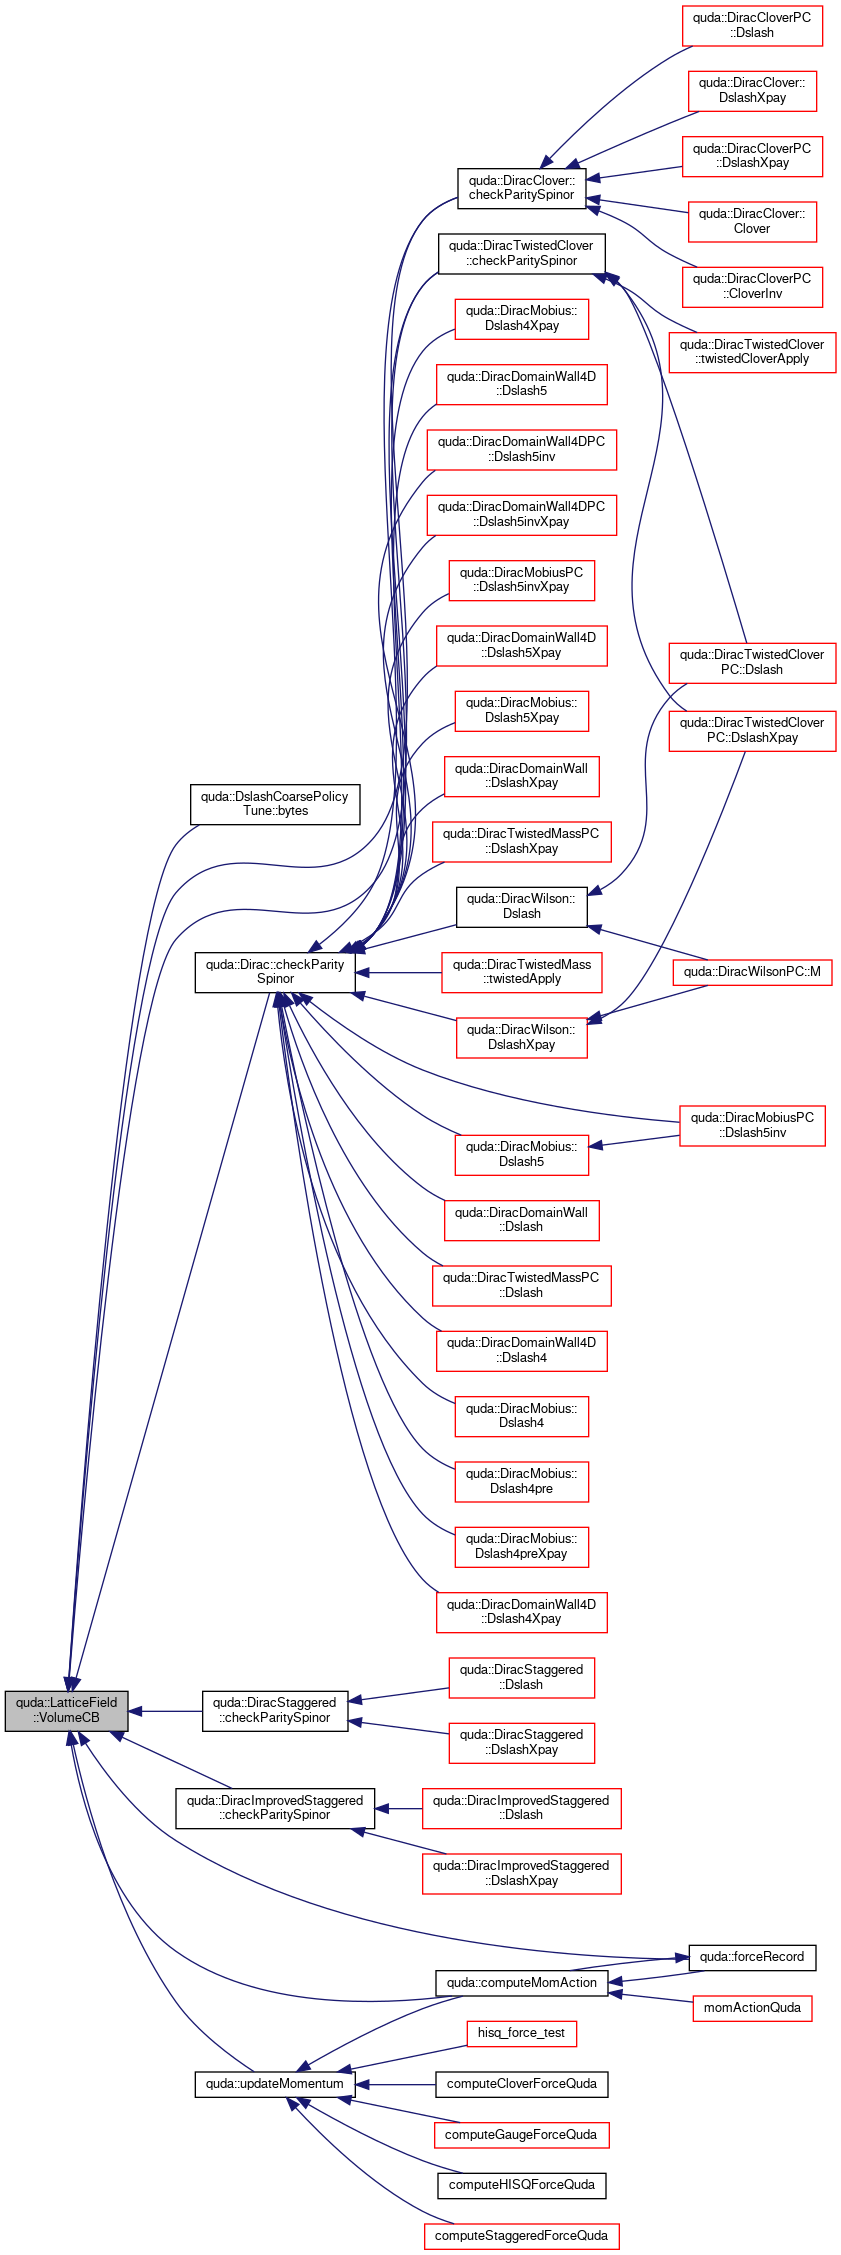 quda::DiracCloverPC
::Dslash
quda::DiracClover::
DslashXpay
quda::DiracCloverPC
::DslashXpay
quda::DiracClover::
checkParitySpinor
quda::DiracClover::
Clover
quda::DiracTwistedClover
::checkParitySpinor
quda::DiracCloverPC
::CloverInv
quda::DiracMobius::
Dslash4Xpay
quda::DiracTwistedClover
::twistedCloverApply
quda::DiracDomainWall4D
::Dslash5
quda::DiracDomainWall4DPC
::Dslash5inv
quda::DiracDomainWall4DPC
::Dslash5invXpay
quda::DiracMobiusPC
::Dslash5invXpay
quda::DiracDomainWall4D
::Dslash5Xpay
quda::DiracTwistedClover
PC::Dslash
quda::DiracMobius::
Dslash5Xpay
quda::DiracTwistedClover
PC::DslashXpay
quda::DiracDomainWall
::DslashXpay
quda::DslashCoarsePolicy
Tune::bytes
quda::DiracTwistedMassPC
::DslashXpay
quda::DiracWilson::
Dslash
quda::Dirac::checkParity
Spinor
quda::DiracTwistedMass
::twistedApply
quda::DiracWilsonPC::M
quda::DiracWilson::
DslashXpay
quda::DiracMobiusPC
::Dslash5inv
quda::DiracMobius::
Dslash5
quda::DiracDomainWall
::Dslash
quda::DiracTwistedMassPC
::Dslash
quda::DiracDomainWall4D
::Dslash4
quda::DiracMobius::
Dslash4
quda::DiracMobius::
Dslash4pre
quda::DiracMobius::
Dslash4preXpay
quda::DiracDomainWall4D
::Dslash4Xpay
quda::DiracStaggered
::Dslash
quda::LatticeField
::VolumeCB
quda::DiracStaggered
::checkParitySpinor
quda::DiracStaggered
::DslashXpay
quda::DiracImprovedStaggered
::checkParitySpinor
quda::DiracImprovedStaggered
::Dslash
quda::DiracImprovedStaggered
::DslashXpay
quda::forceRecord
quda::computeMomAction
momActionQuda
hisq_force_test
quda::updateMomentum
computeCloverForceQuda
computeGaugeForceQuda
computeHISQForceQuda
computeStaggeredForceQuda